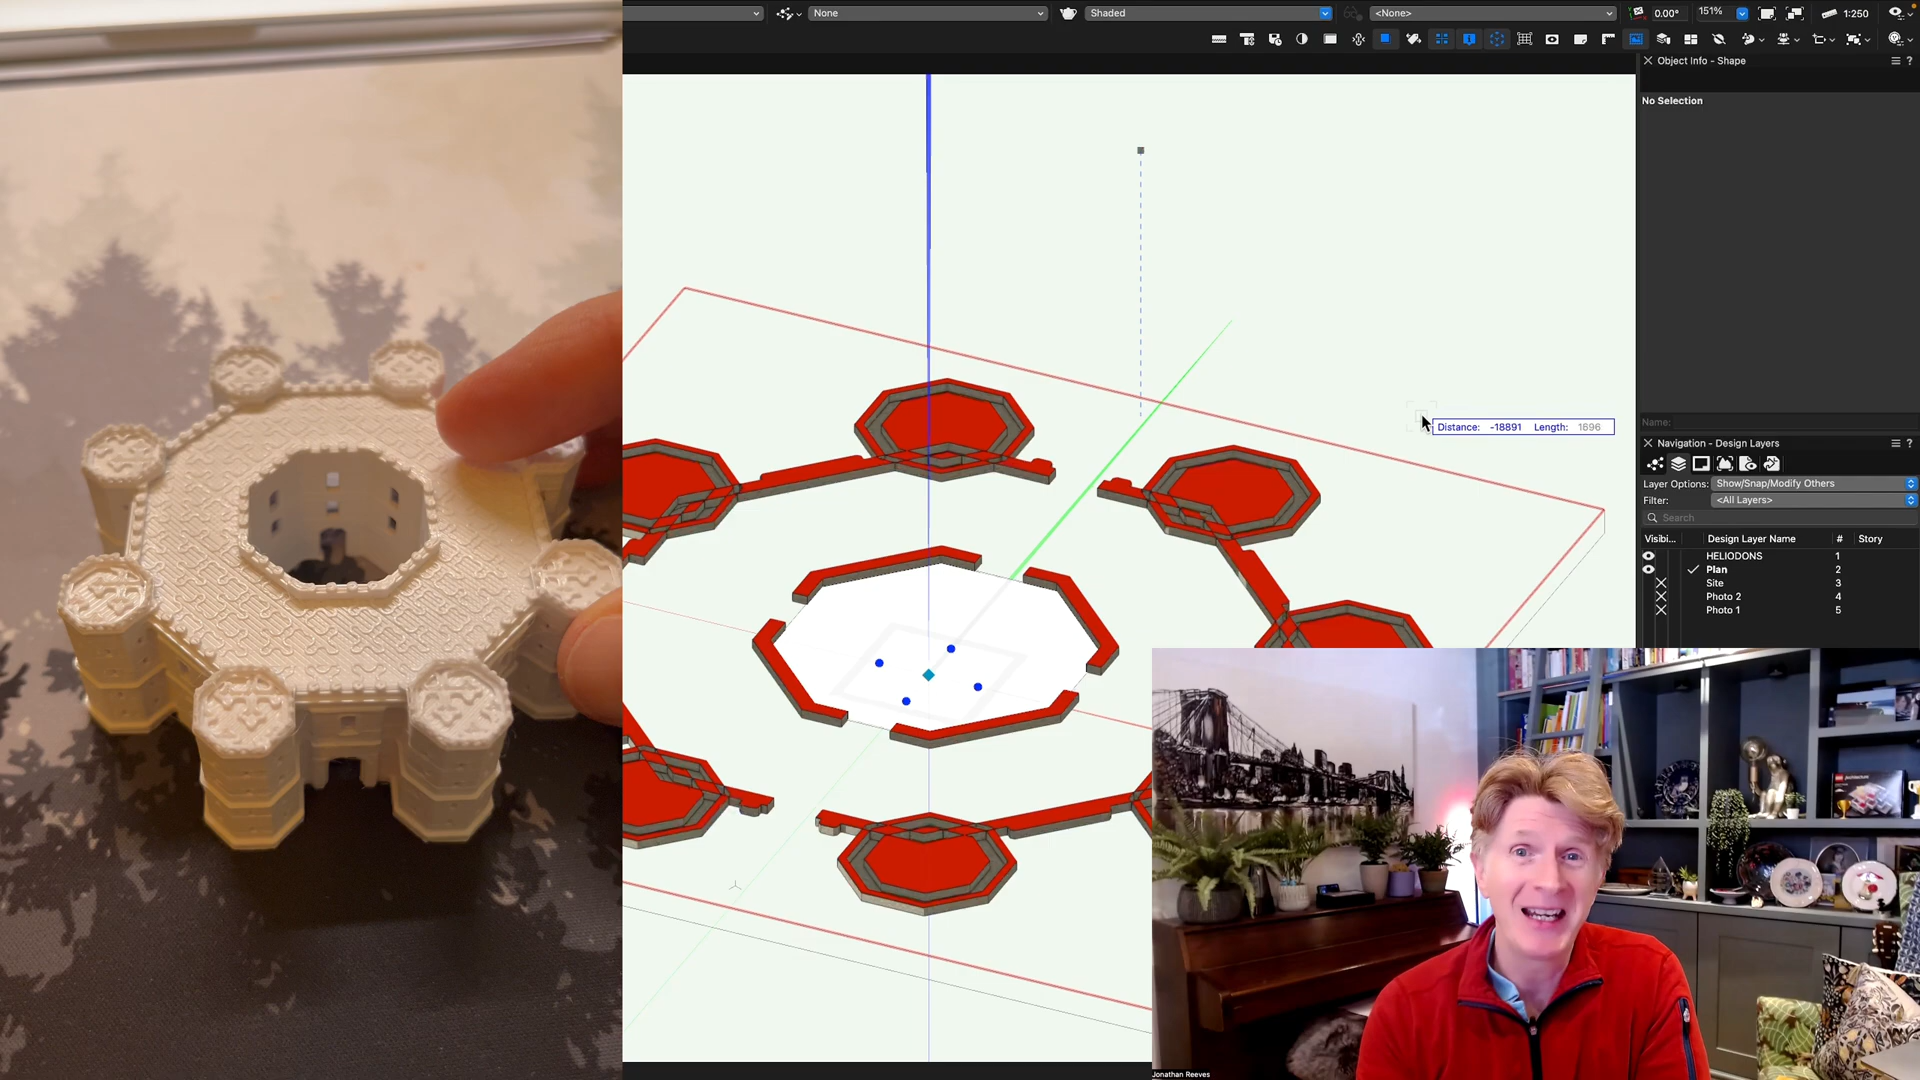 None
Shaded
<None>
0.00°
151%
1:250
Object Info - Shape
?
No Selection
Distance: -18891 Length: 1696
Name:
Navigation - Design Layers
?
Layer Options: Show/Snap/Modify Others
Filter: <All Layers>
Search
Visibi... Design Layer Name # Story
HELIODONS 1
Plan 2
Site 3
Photo 2 4
Photo 1 5
Jonathan Reeves